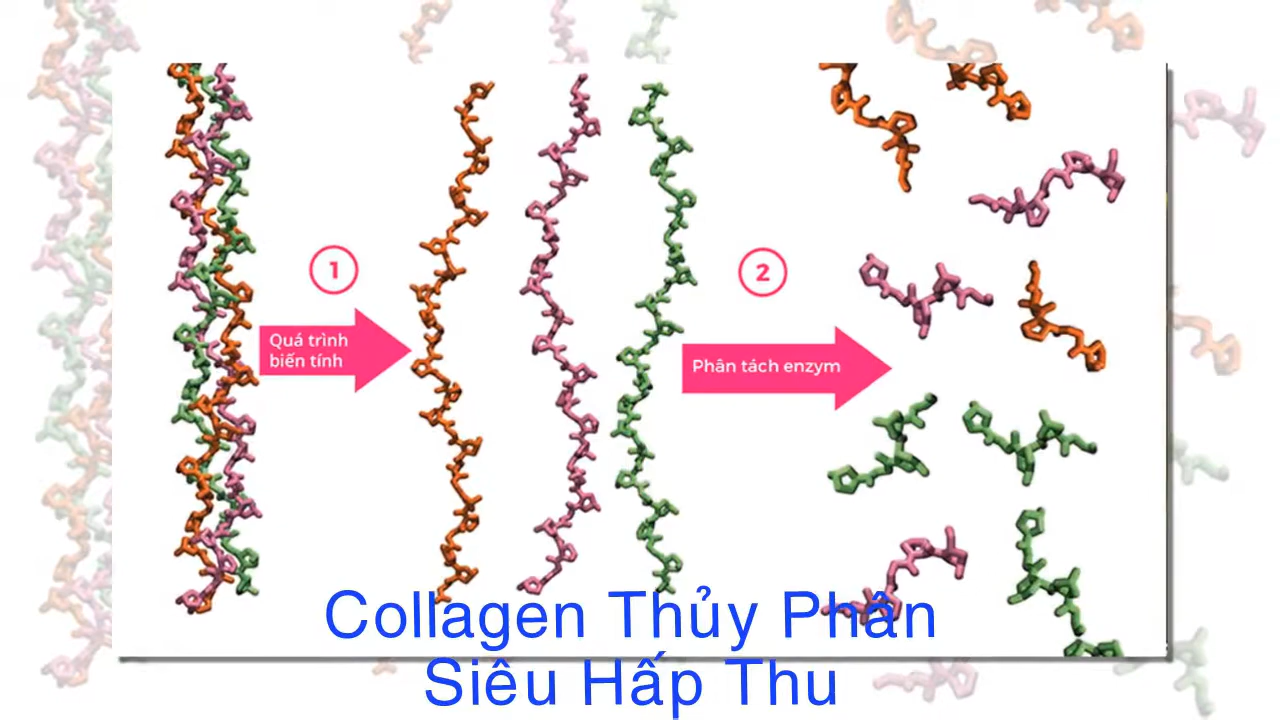 1
Quá trình
biến tính
2
Phân tách enzym
Collagen Thủy Phân
Siêu Hấp Thu